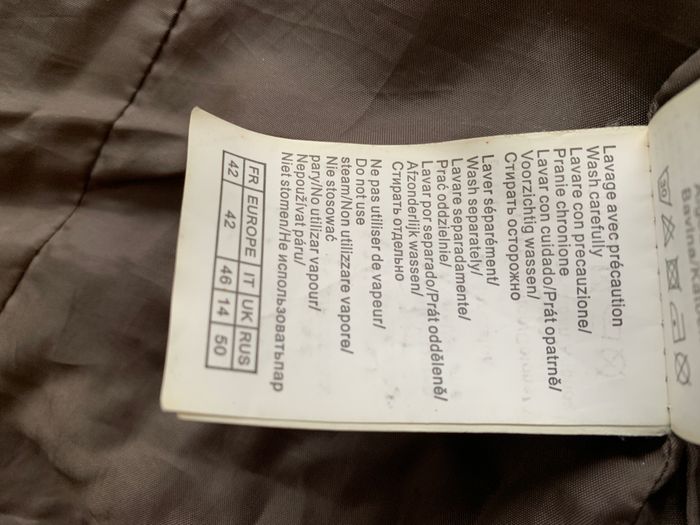 Lavage avec précaution
Wash carefully
Lavare con precauzione/
Pranie chronione
Lavar con cuidado/Prát opatrně/
Voorzichtig wassen/
Стирать осторожно
Laver séparément/
Wash separately/
Lavare separadamente/
Prać oddzielnie/
Lavar por separado/Prát odděleně/
Afzonderlijk wassen/
Стирать отдельно
Ne pas utiliser de vapeur/
Do not use
steam/Non utilizzare vapore/
Nie stosować
pary/No utilizar vapour/
Nepoužívat páru/
Niet stomen/Не использоватьпар
FR EUROPE IT UK RUS
42 42 46 14 50
30